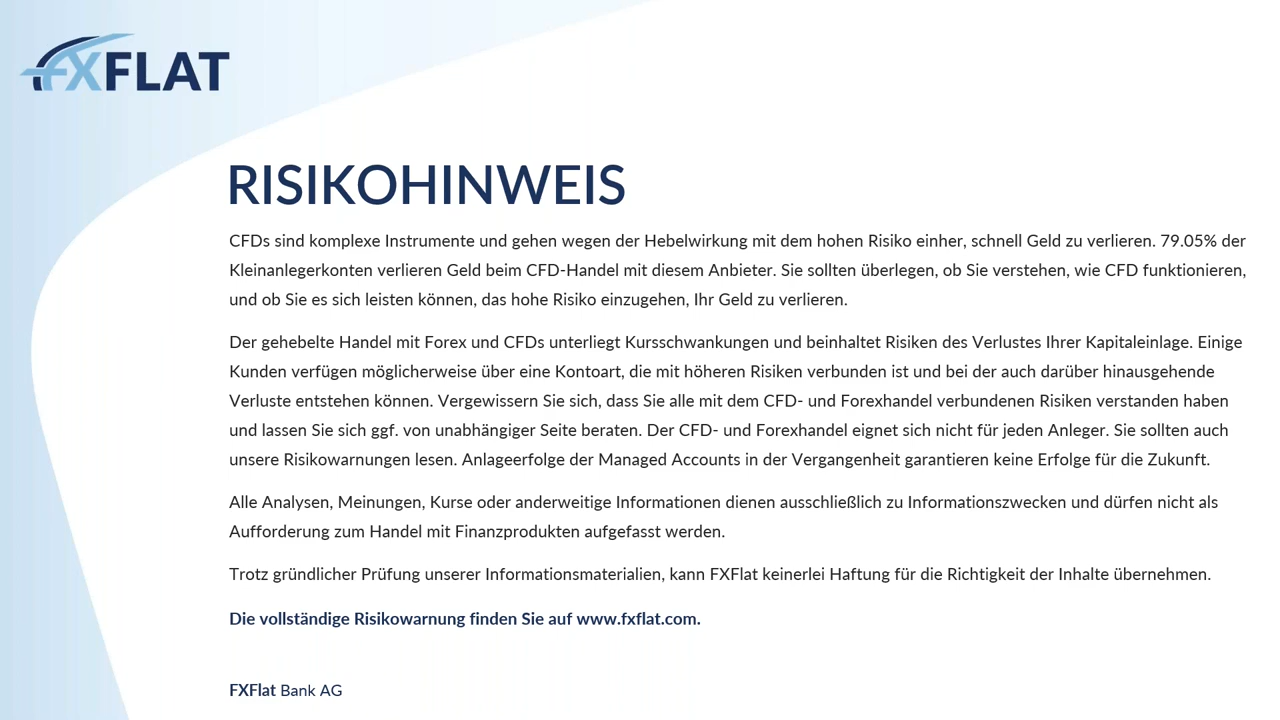 FXFLAT
RISIKOHINWEIS
CFDs sind komplexe Instrumente und gehen wegen der Hebelwirkung mit dem hohen Risiko einher, schnell Geld zu verlieren. 79.05% der
Kleinanlegerkonten verlieren Geld beim CFD-Handel mit diesem Anbieter. Sie sollten überlegen, ob Sie verstehen, wie CFD funktionieren,
und ob Sie es sich leisten können, das hohe Risiko einzugehen, Ihr Geld zu verlieren.
Der gehebelte Handel mit Forex und CFDs unterliegt Kursschwankungen und beinhaltet Risiken des Verlustes Ihrer Kapitaleinlage. Einige
Kunden verfügen möglicherweise über eine Kontoart, die mit höheren Risiken verbunden ist und bei der auch darüber hinausgehende
Verluste entstehen können. Vergewissern Sie sich, dass Sie alle mit dem CFD- und Forexhandel verbundenen Risiken verstanden haben
und lassen Sie sich ggf. von unabhängiger Seite beraten. Der CFD- und Forexhandel eignet sich nicht für jeden Anleger. Sie sollten auch
unsere Risikowarnungen lesen. Anlageerfolge der Managed Accounts in der Vergangenheit garantieren keine Erfolge für die Zukunft.
Alle Analysen, Meinungen, Kurse oder anderweitige Informationen dienen ausschließlich zu Informationszwecken und dürfen nicht als
Aufforderung zum Handel mit Finanzprodukten aufgefasst werden.
Trotz gründlicher Prüfung unserer Informationsmaterialien, kann FXFlat keinerlei Haftung für die Richtigkeit der Inhalte übernehmen.
Die vollständige Risikowarnung finden Sie auf www.fxflat.com.
FXFlat Bank AG